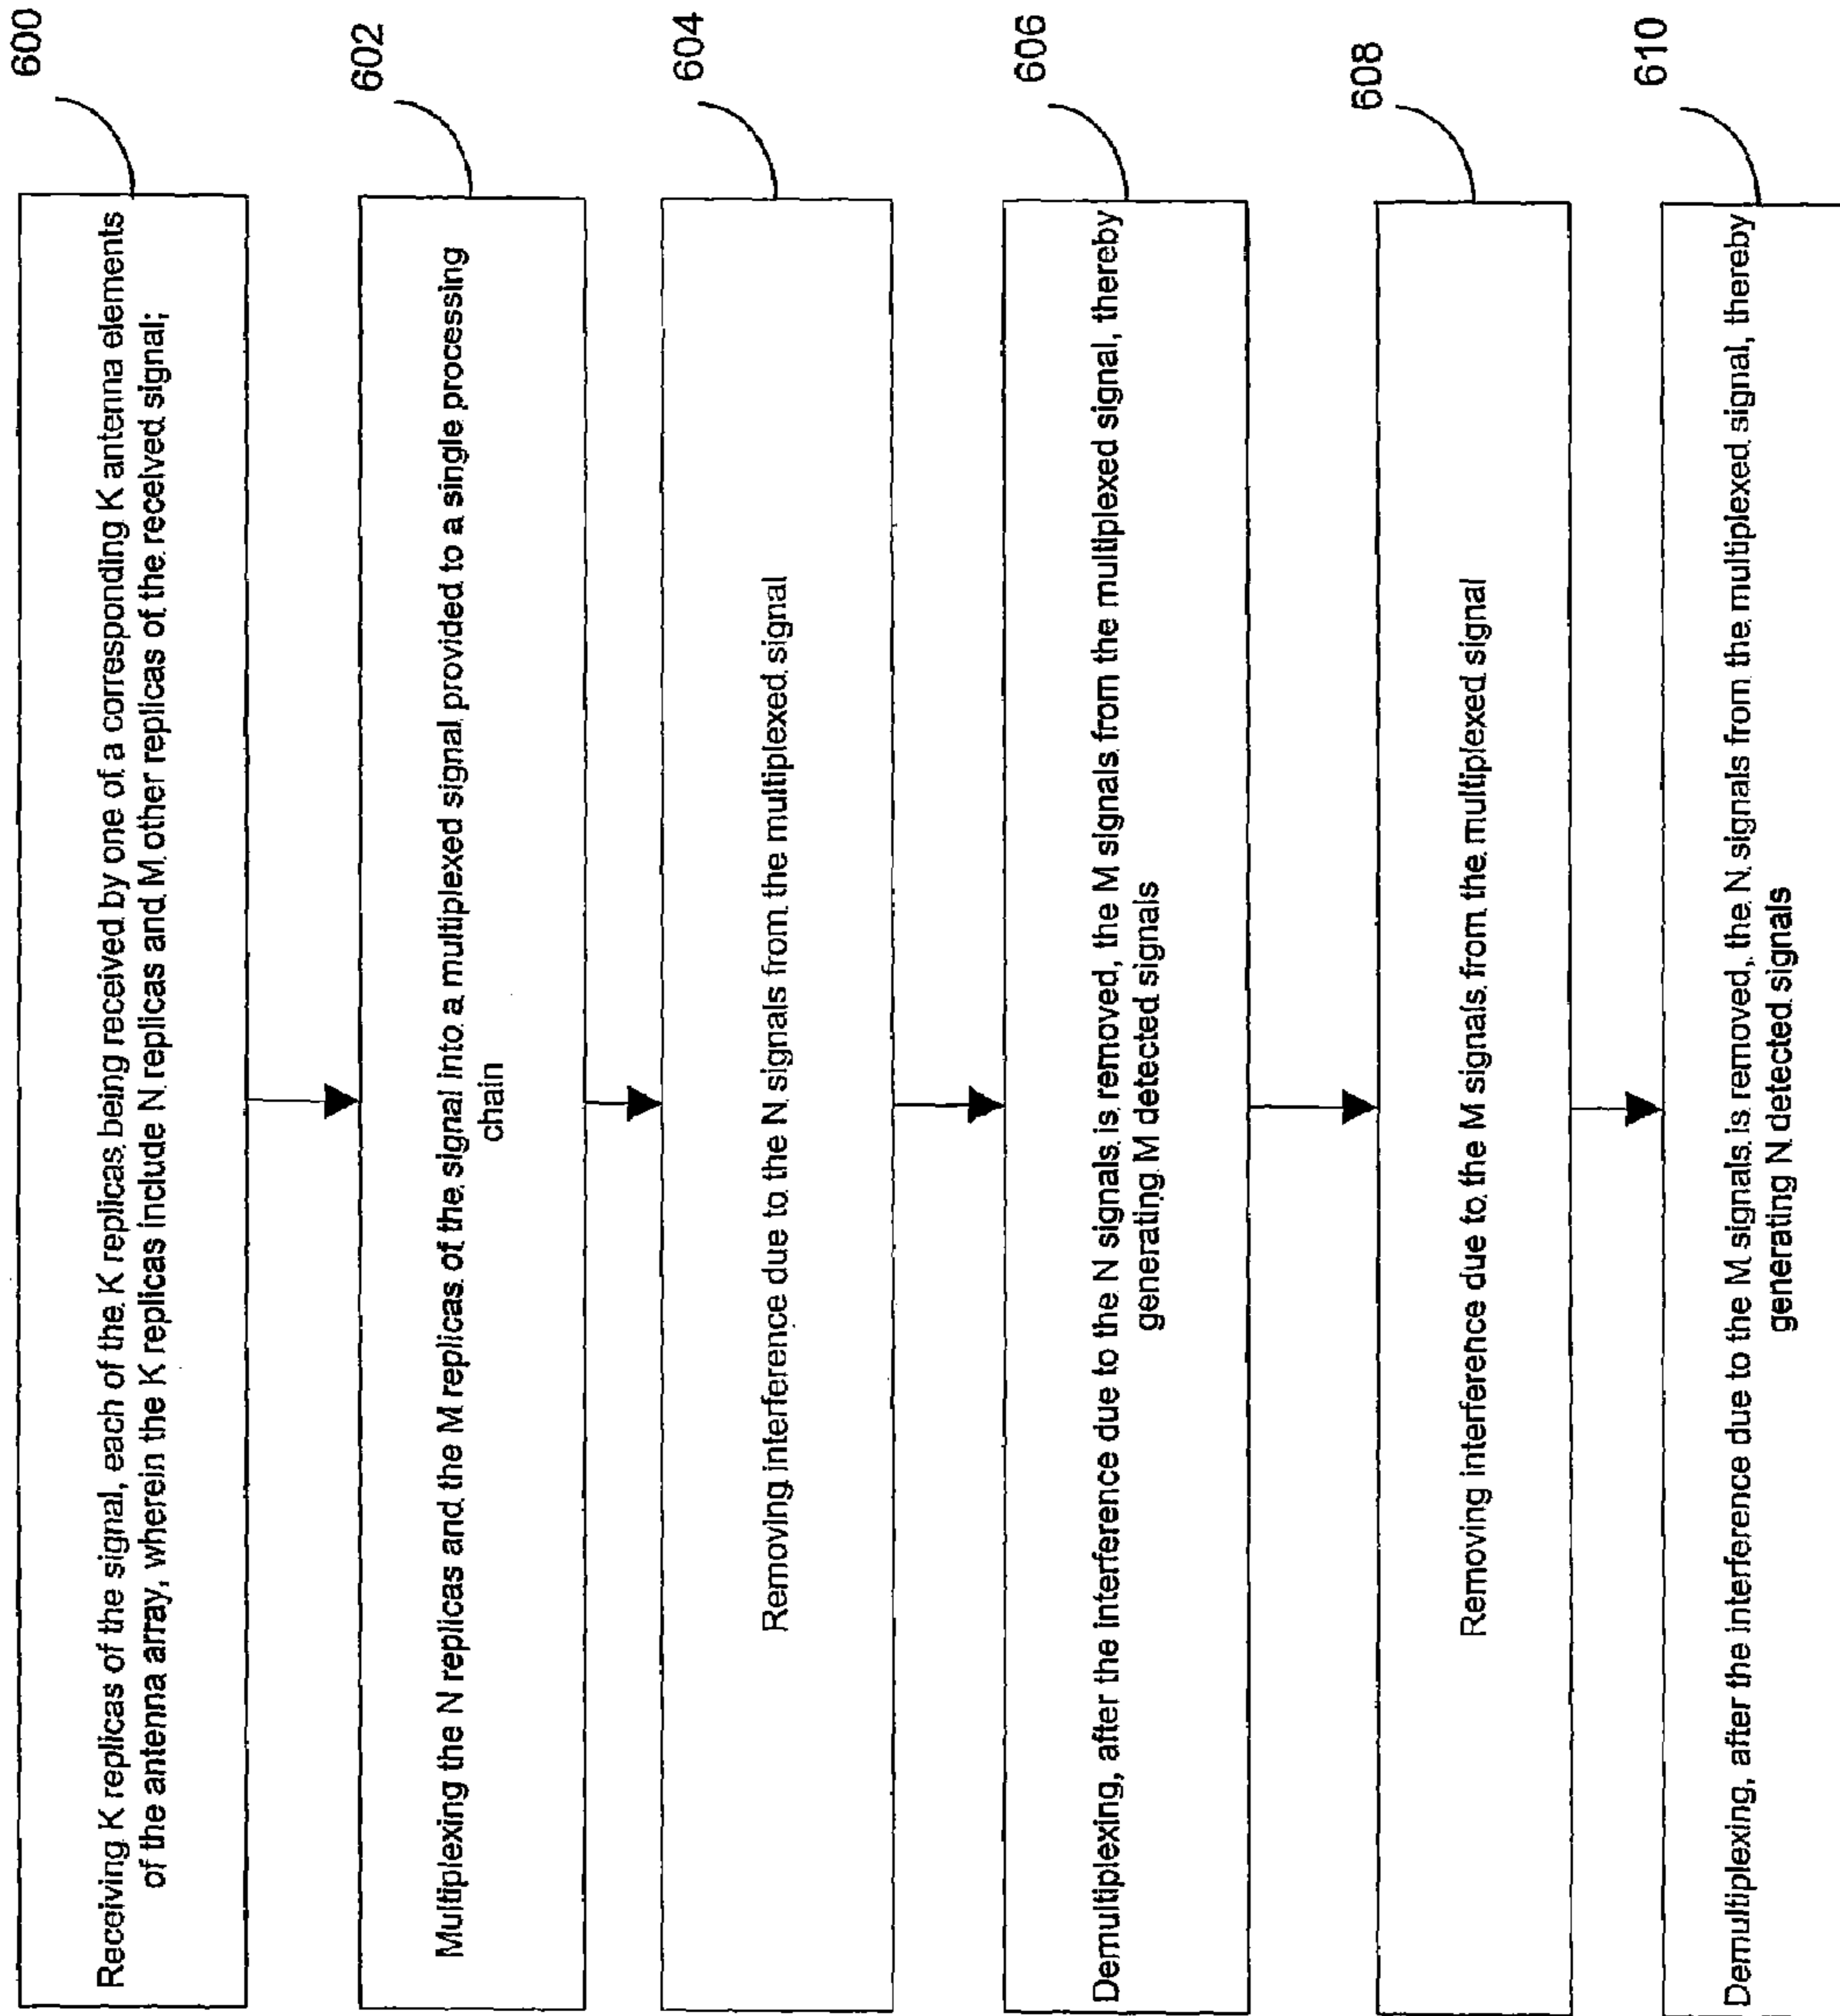 600
Receiving K replicas of the signal, each of the K replicas being received by one of a corresponding K antenna elements
of the antenna array, wherein the K replicas include N replicas and M other replicas of the received signal;
602
Multiplexing the N replicas and the M replicas of the signal into a multiplexed signal provided to a single processing
chain
604
Removing interference due to the N signals from the multiplexed signal
606
Demultiplexing, after the interference due to the N signals is removed, the M signals from the multiplexed signal, thereby
generating M detected signals
608
Removing interference due to the M signals from the multiplexed signal
610
Demultiplexing, after the interference due to the M signals is removed, the N signals from the multiplexed signal, thereby
generating N detected signals